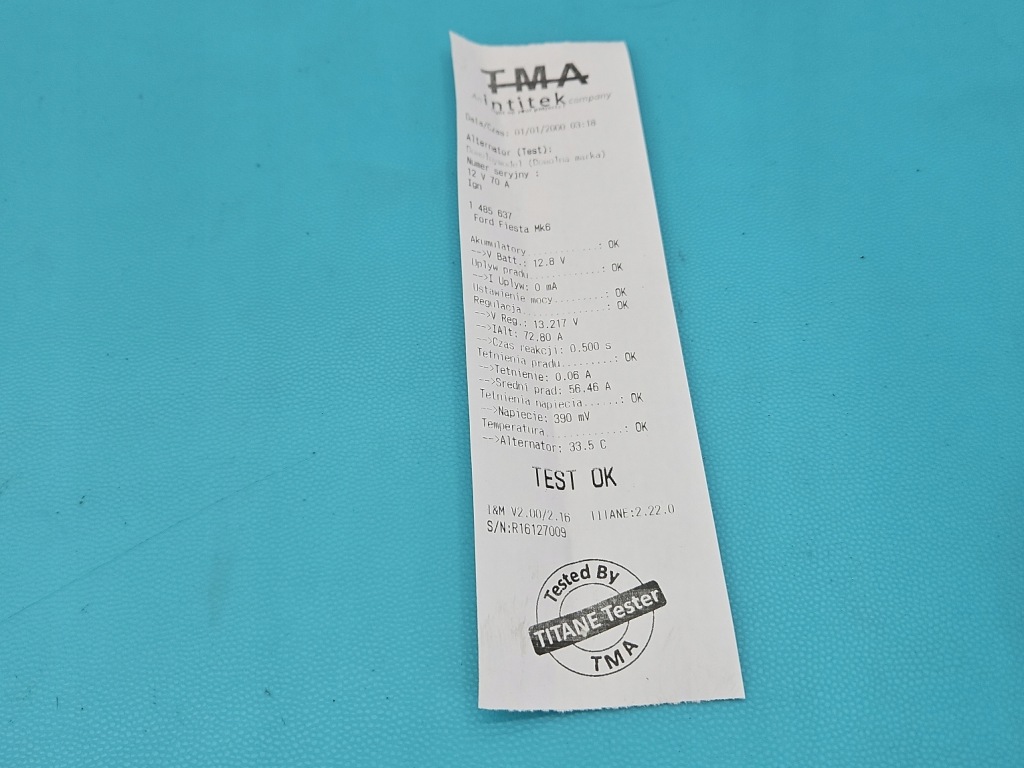 TMA
Intitek company
Date/Czas: 01/01/2000 03:18
Alternator (Test):
(Dowolna marka)
Numer seryjny :
12 V 70 A
Ign
1 485 637
Ford Fiesta Mk6
Akumulatory............: OK
-->V Batt.: 12.8 V
Uplyw pradu............: OK
-->I Uplyw: 0 mA
Ustawienie mocy.........: OK
Regulacja..............: OK
-->V Reg.: 13.217 V
-->IAlt: 72.80 A
-->Czas reakcji: 0.500 s
Tetnienia pradu.........: OK
-->Tetnienie: 0.06 A
-->Sredni prad: 56.46 A
Tetnienia napiecia......: OK
-->Napiecie: 390 mV
Temperatura.............: OK
-->Alternator: 33.5 C
TEST OK
I&M V2.00/2.16 TITANE:2.22.0
S/N:R16127009
Tested By
TITANE Tester
TMA